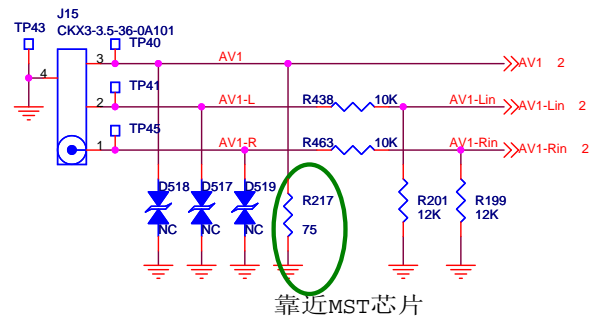 J15
TP43 CKX3-3.5-36-0A101
TP40
3 AV1 AV1 2
4
TP41
2 AV1-L R438 10K AV1-Lin AV1-Lin 2
TP45
1 AV1-R R463 10K AV1-Rin AV1-Rin 2
D518 D517 D519 R217 R201 R199
NC NC NC 75 12K 12K
靠近MST芯片